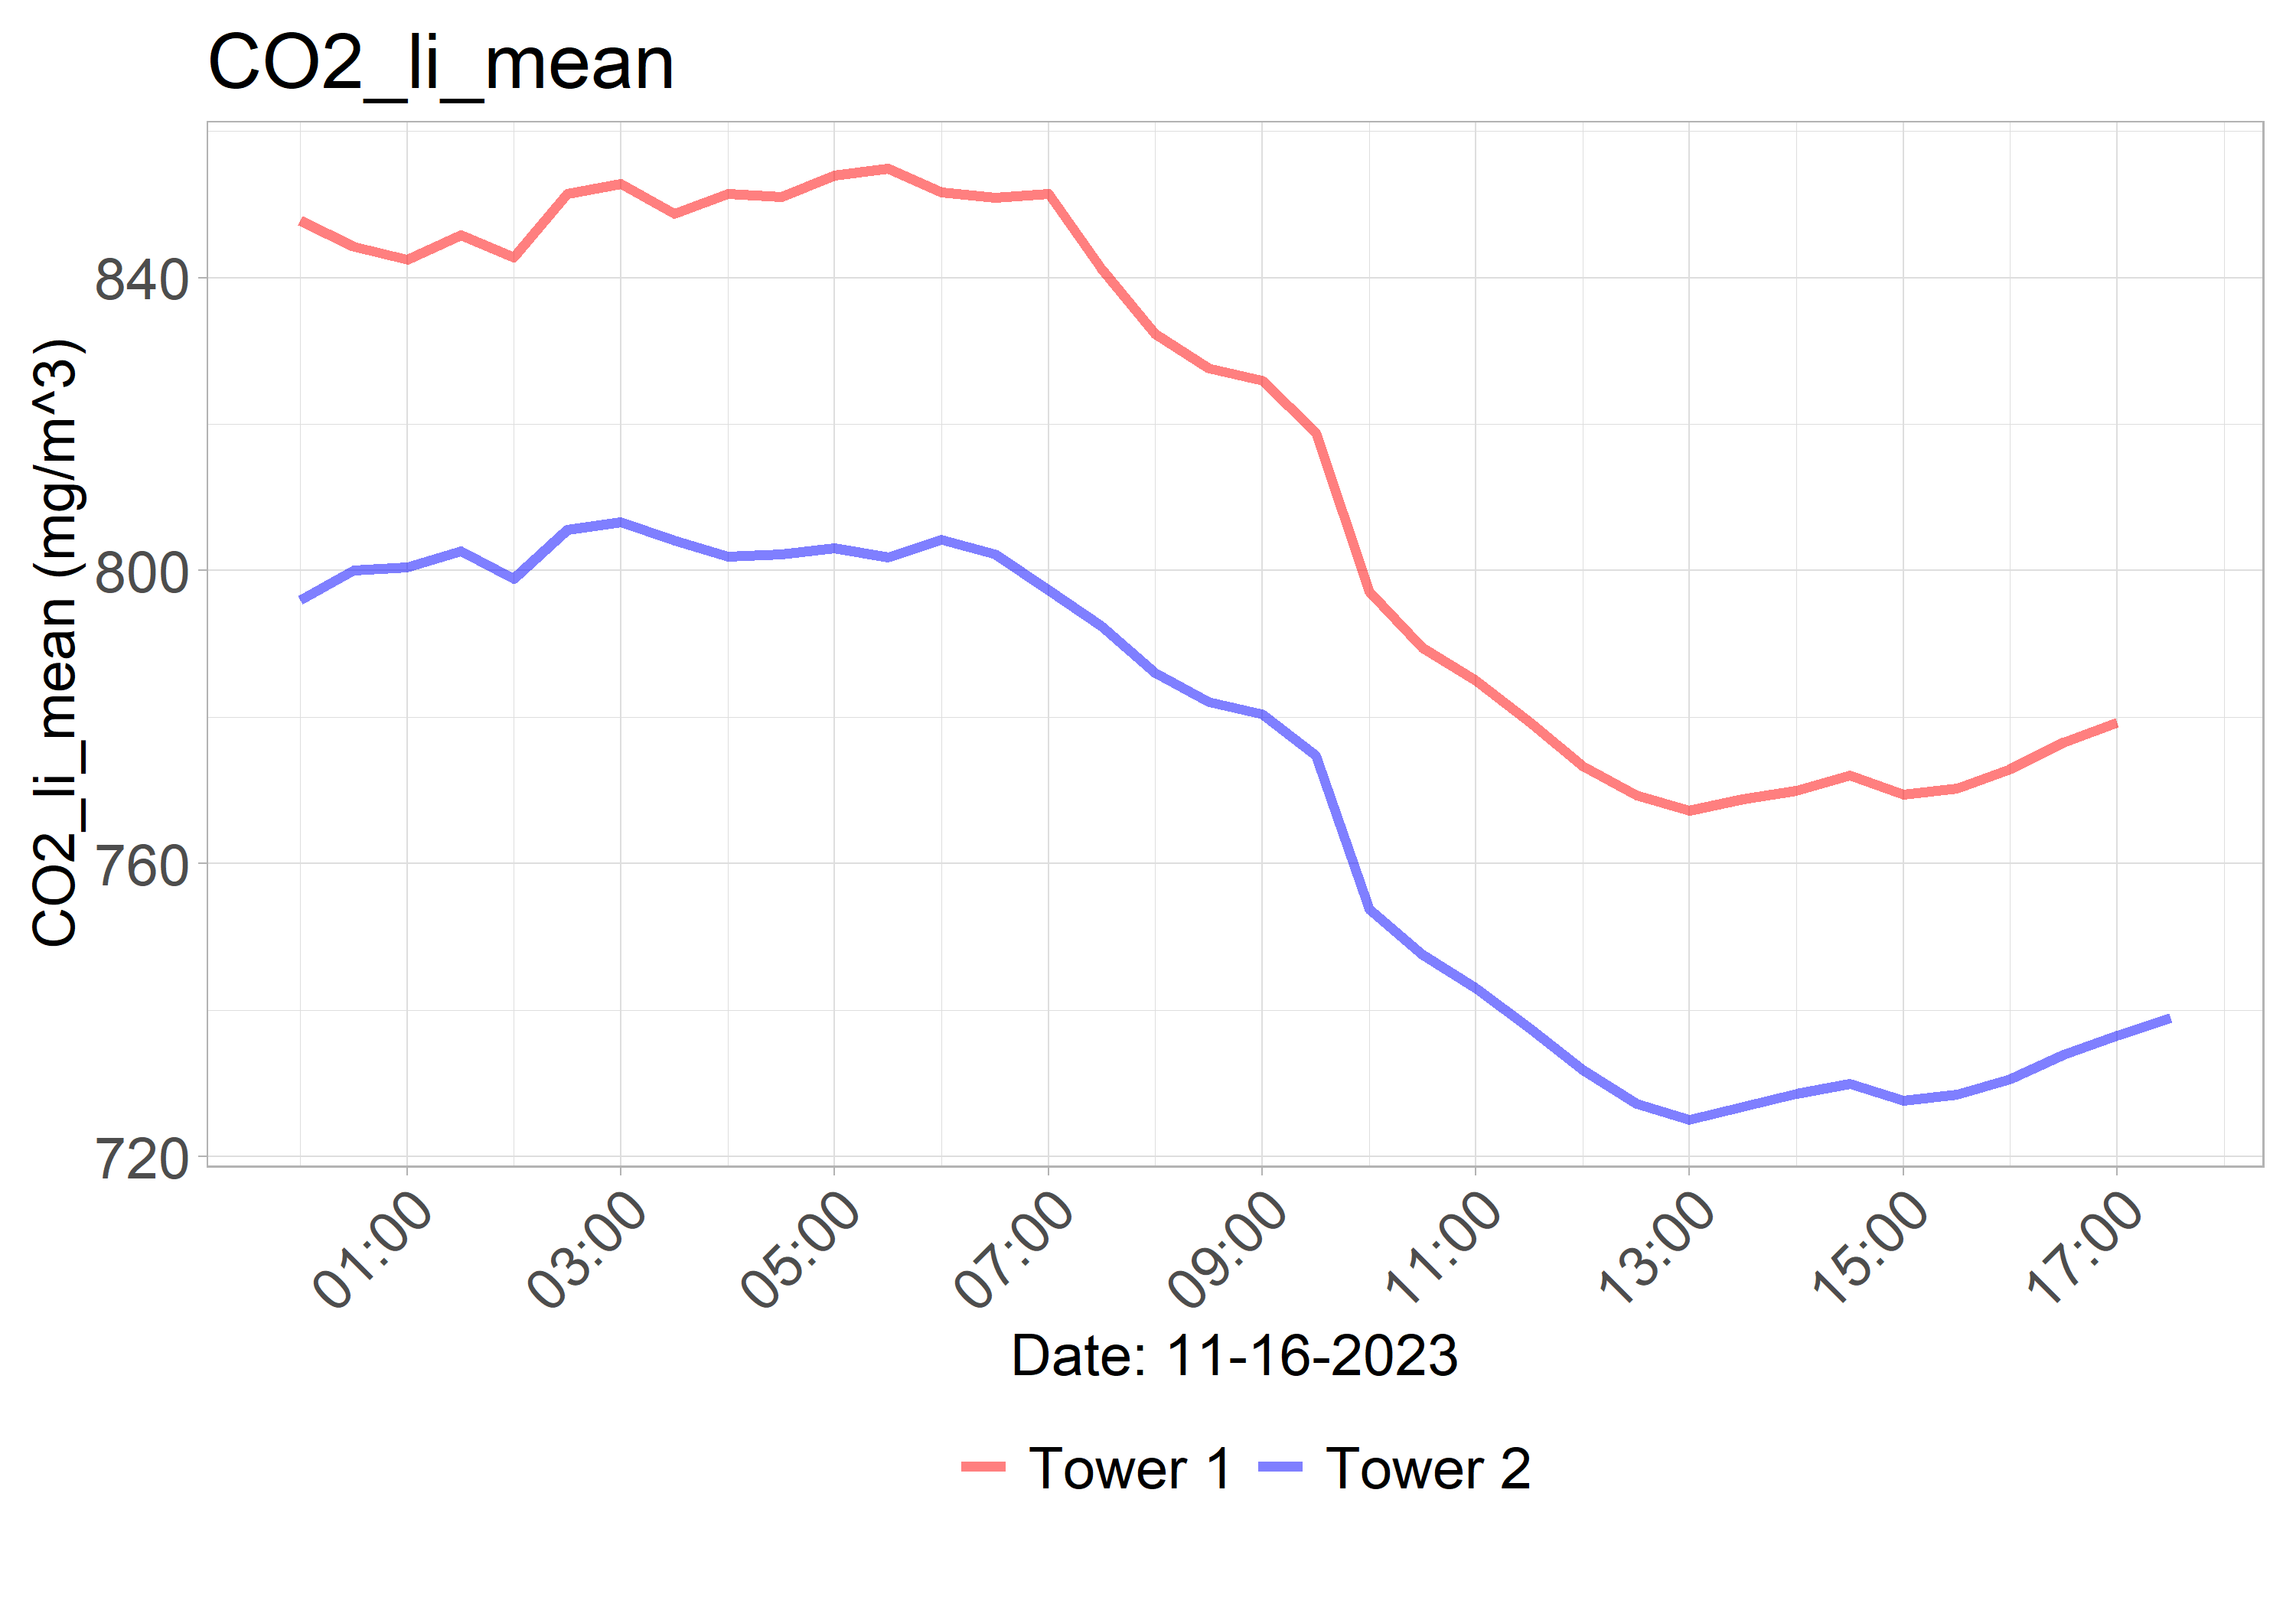 CO2_li_mean
CO2_li_mean (mg/m^3)
840
800
760
720
01:00 03:00 05:00 07:00 09:00 11:00 13:00 15:00 17:00
Date: 11-16-2023
Tower 1 Tower 2